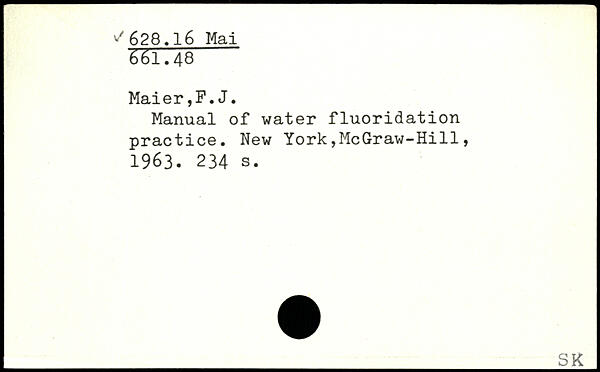 ✓ 628.16 Mai
661.48
Maier,F.J.
Manual of water fluoridation
practice. New York,McGraw-Hill,
1963. 234 s.
SK